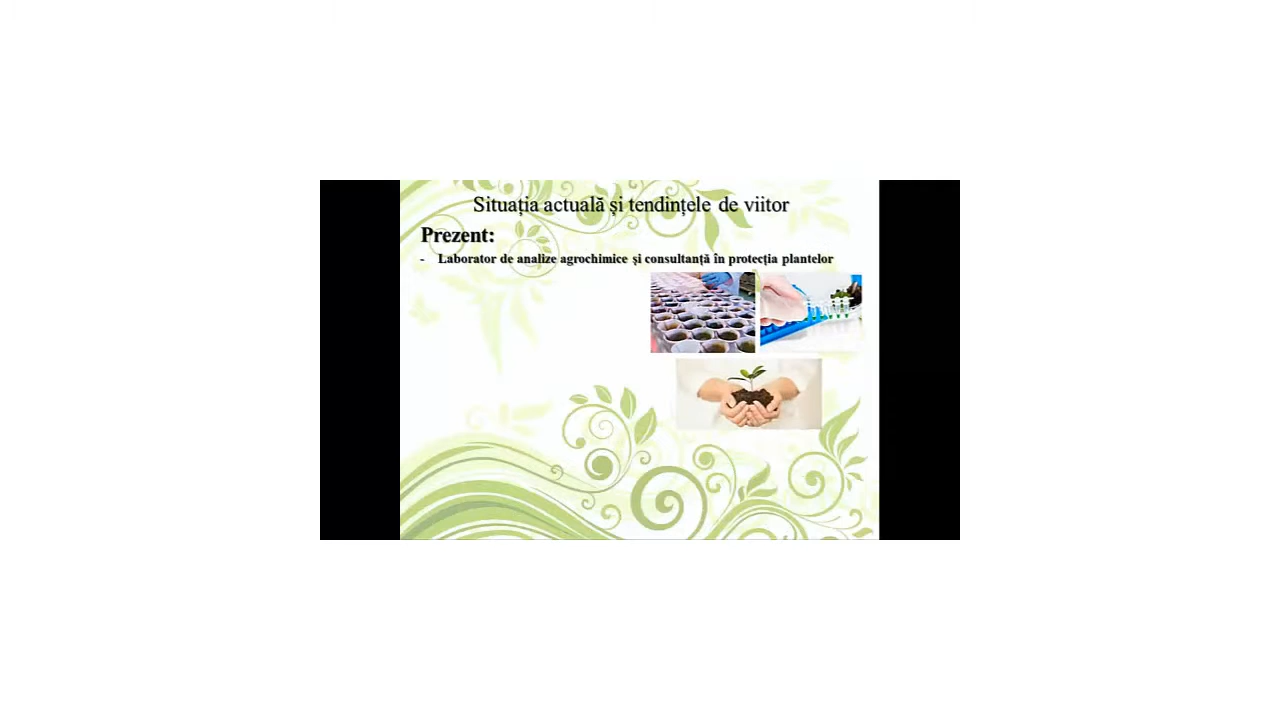 Situația actuală și tendințele de viitor
Prezent:
- Laborator de analize agrochimice și consultanță în protecția plantelor